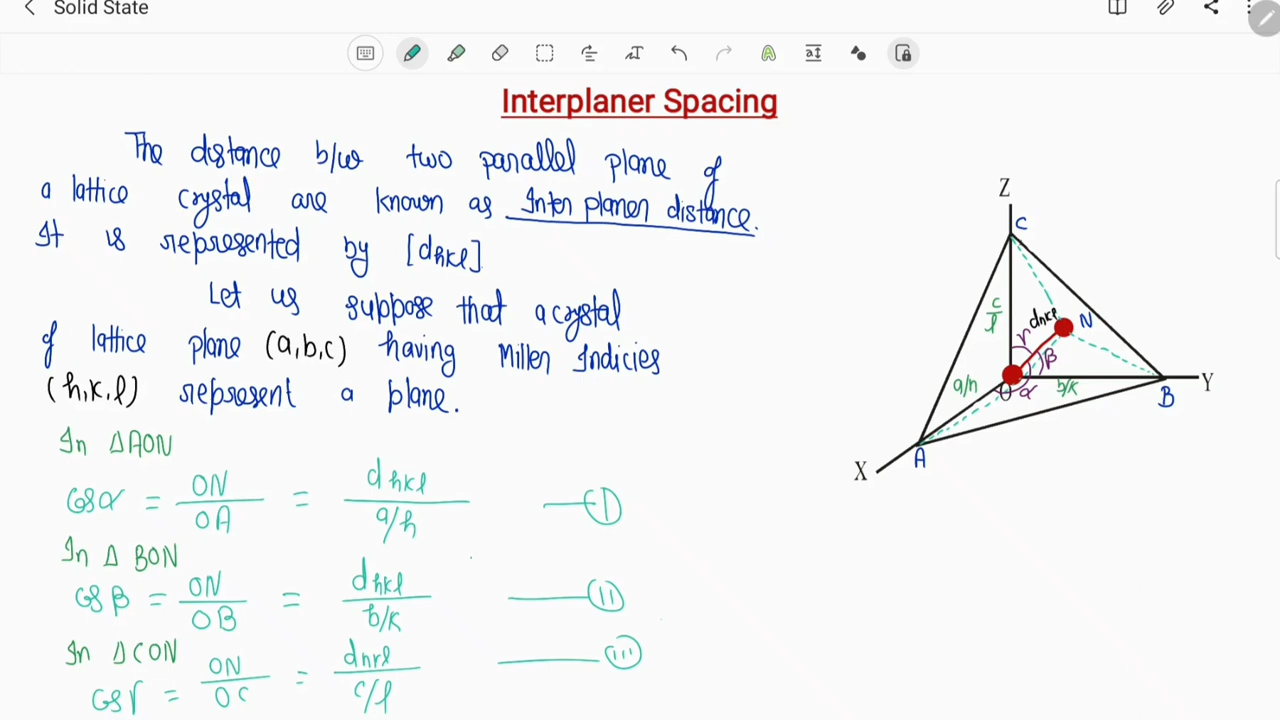 Solid State
Interplaner Spacing
The distance b/w two parallel plane of
a lattice crystal are known as Inter planer distance.
It is represented by [dhkl]
Let us suppose that a crystal
of lattice plane (a,b,c) having Miller Indicies
(h,k,l) represent a plane.
In ΔAON
Cosα = ON/OA = dhkl/a/h —(I)
In Δ BON
Cosβ = ON/OB = dhkl/b/k —(II)
In ΔCON
Cosγ = ON/OC = dhkl/c/l —(III)
Z
C
c/l
γ
dhkl
N
β
a/h
O
α
b/k
Y
B
X
A